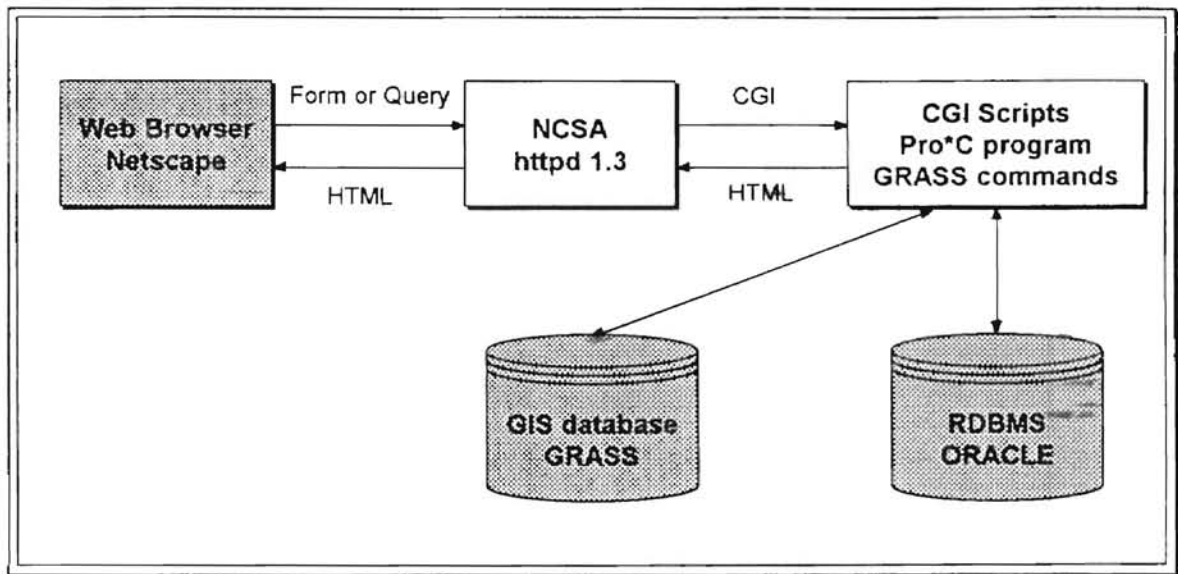 Form or Query
CGI
Web Browser
Netscape
NCSA
httpd 1.3
CGI Scripts
Pro*C program
GRASS commands
HTML
HTML
GIS database
GRASS
RDBMS
ORACLE